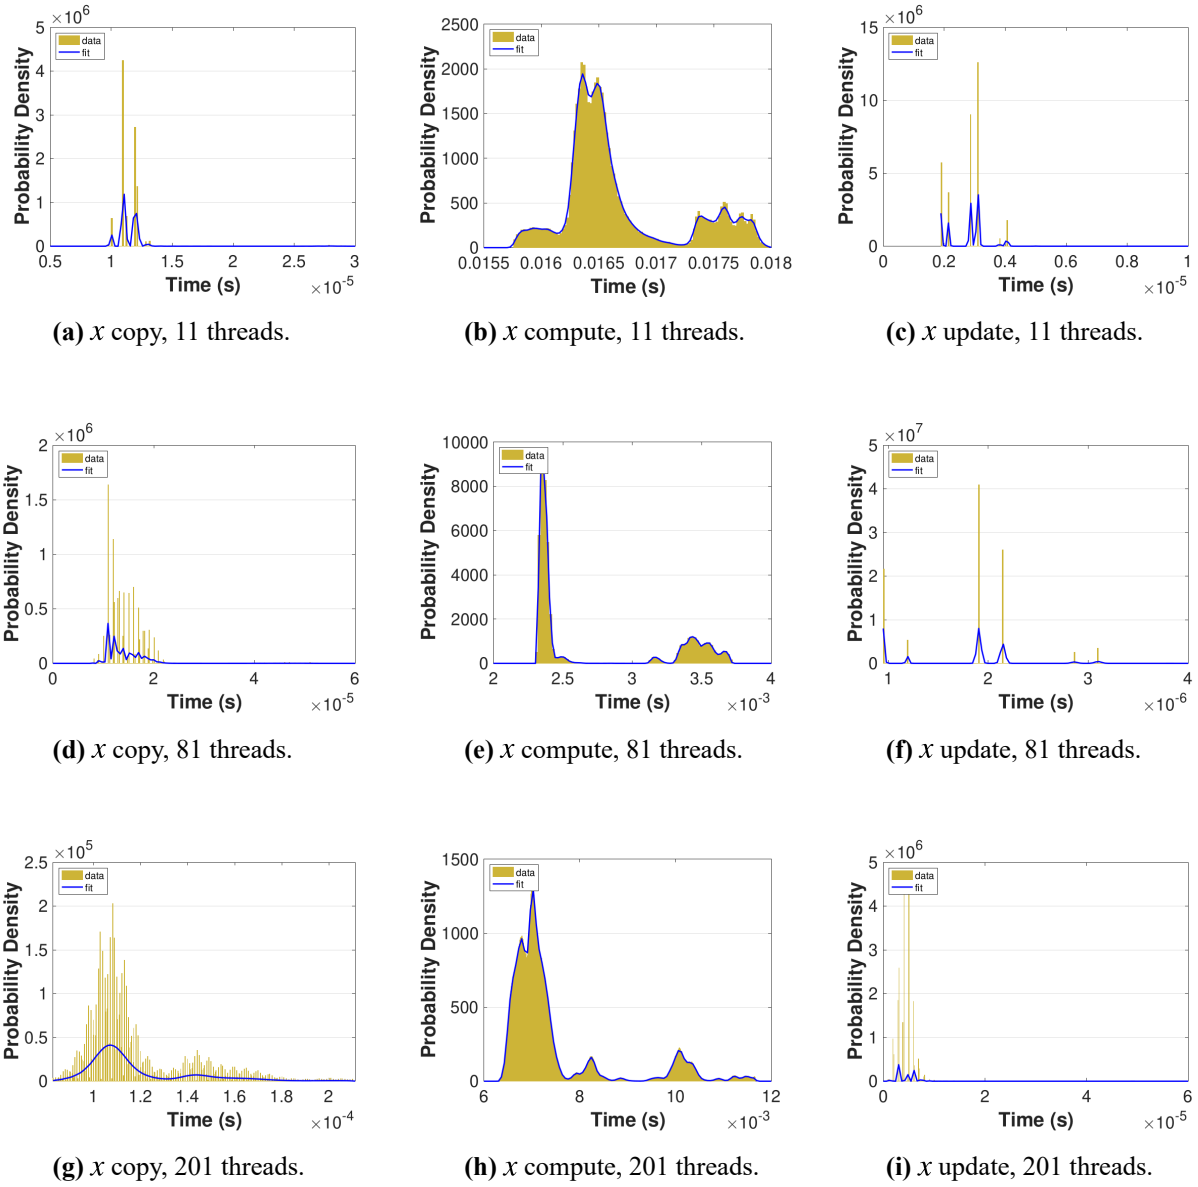 ×10^6
5
4
3
2
1
0
Probability Density
data
fit
0.5
1
1.5
2
2.5
3
Time (s)
×10^-5
(a) x copy, 11 threads.
2500
2000
1500
1000
500
0
Probability Density
data
fit
0.0155
0.016
0.0165
0.017
0.0175
0.018
Time (s)
(b) x compute, 11 threads.
×10^6
15
10
5
0
Probability Density
data
fit
0
0.2
0.4
0.6
0.8
1
Time (s)
×10^-5
(c) x update, 11 threads.
×10^6
2
1.5
1
0.5
0
Probability Density
data
fit
0
2
4
6
Time (s)
×10^-5
(d) x copy, 81 threads.
10000
8000
6000
4000
2000
0
Probability Density
data
fit
2
2.5
3
3.5
4
Time (s)
×10^-3
(e) x compute, 81 threads.
×10^7
5
4
3
2
1
0
Probability Density
data
fit
1
2
3
4
Time (s)
×10^-6
(f) x update, 81 threads.
×10^5
2.5
2
1.5
1
0.5
0
Probability Density
data
fit
1
1.2
1.4
1.6
1.8
2
Time (s)
×10^-4
(g) x copy, 201 threads.
1500
1000
500
0
Probability Density
data
fit
6
8
10
12
Time (s)
×10^-3
(h) x compute, 201 threads.
×10^6
5
4
3
2
1
0
Probability Density
data
fit
0
2
4
6
Time (s)
×10^-5
(i) x update, 201 threads.